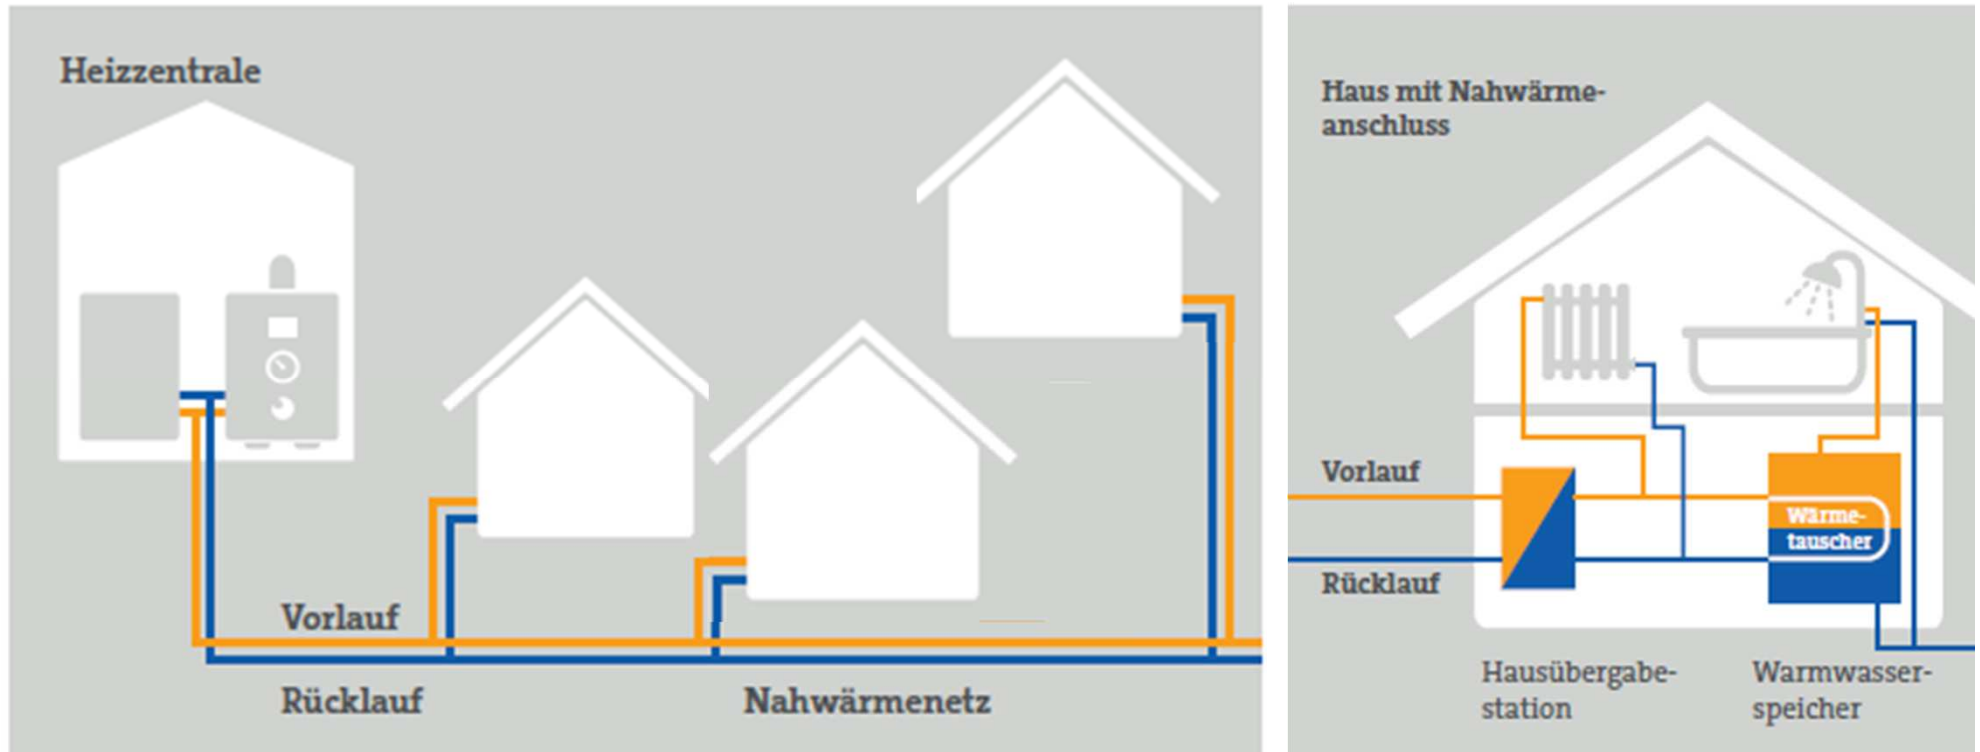 Heizzentrale
Vorlauf
Rücklauf
Nahwärmenetz
Haus mit Nahwärme-
anschluss
Vorlauf
Wärme-
tauscher
Rücklauf
Hausübergabe-
station
Warmwasser-
speicher